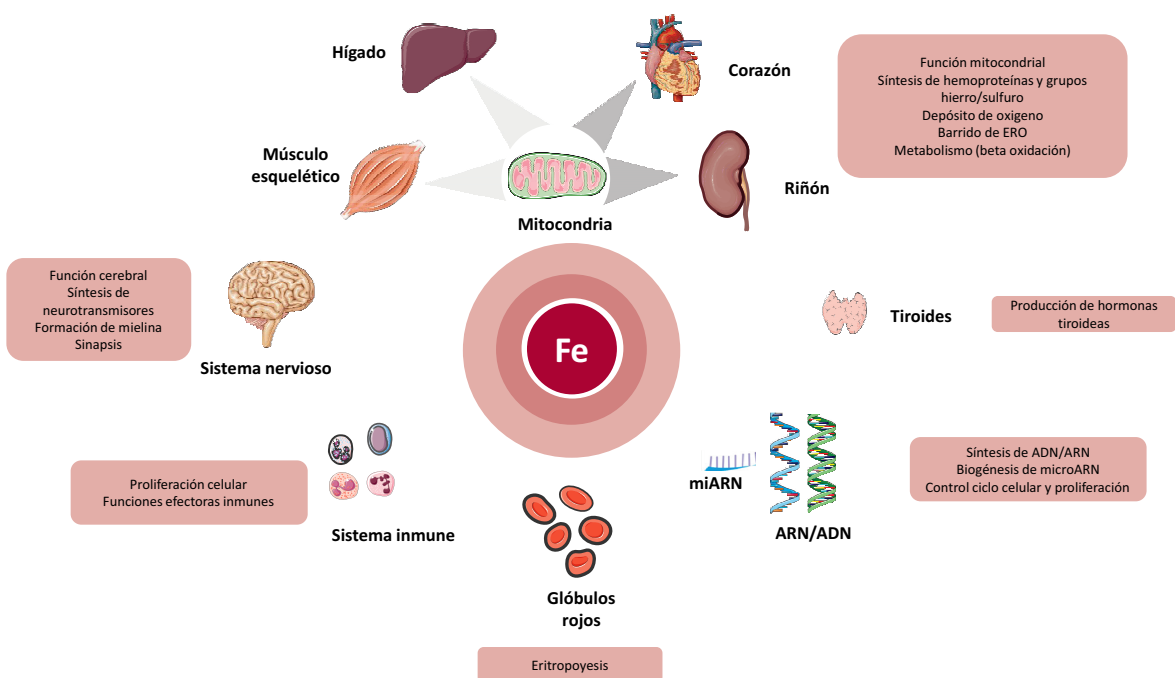 Hígado
Corazón
Función mitocondrial
Síntesis de hemoproteínas y grupos
hierro/sulfuro
Depósito de oxigeno
Barrido de ERO
Metabolismo (beta oxidación)
Músculo
esquelético
Riñón
Mitocondria
Función cerebral
Síntesis de
neurotransmisores
Formación de mielina
Sinapsis
Sistema nervioso
Fe
Tiroides
Producción de hormonas
tiroideas
Proliferación celular
Funciones efectoras inmunes
Sistema inmune
miARN
ARN/ADN
Síntesis de ADN/ARN
Biogénesis de microARN
Control ciclo celular y proliferación
Glóbulos
rojos
Eritropoyesis